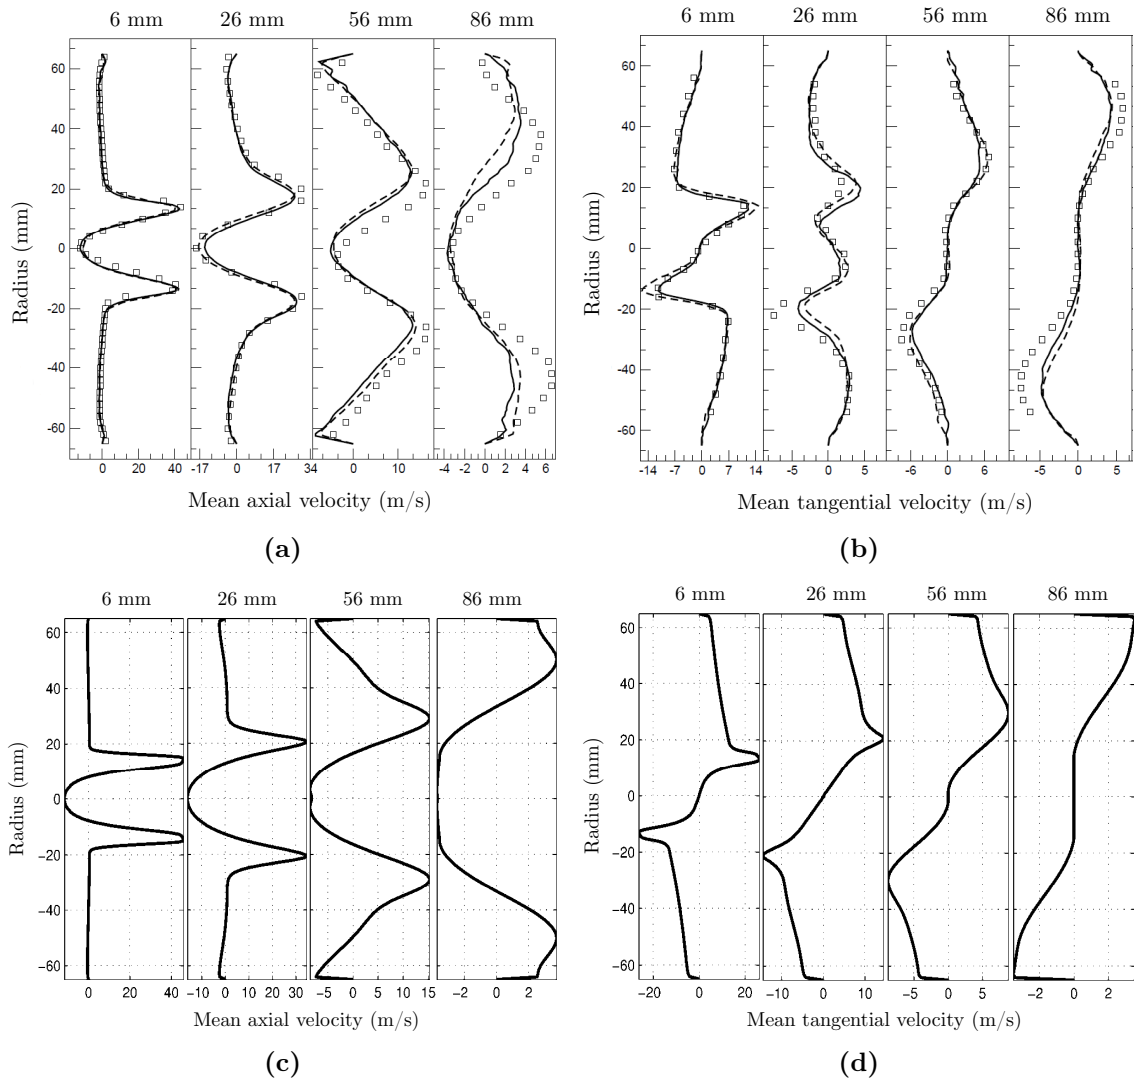 6 mm 26 mm 56 mm 86 mm
60
40
20
0
-20
-40
-60
Radius (mm)
0 20 40 -17 0 17 34 0 10 -4 -2 0 2 4 6
Mean axial velocity (m/s)
(a)
6 mm 26 mm 56 mm 86 mm
60
40
20
0
-20
-40
-60
Radius (mm)
-14 -7 0 7 14 -5 0 5 -6 0 6 -5 0 5
Mean tangential velocity (m/s)
(b)
6 mm 26 mm 56 mm 86 mm
60
40
20
0
−20
−40
−60
Radius (mm)
0 20 40 −10 0 10 20 30 −5 0 5 10 15 −2 0 2
Mean axial velocity (m/s)
(c)
6 mm 26 mm 56 mm 86 mm
60
40
20
0
−20
−40
−60
Radius (mm)
−20 0 20 −10 0 10 −5 0 5 −2 0 2
Mean tangential velocity (m/s)
(d)